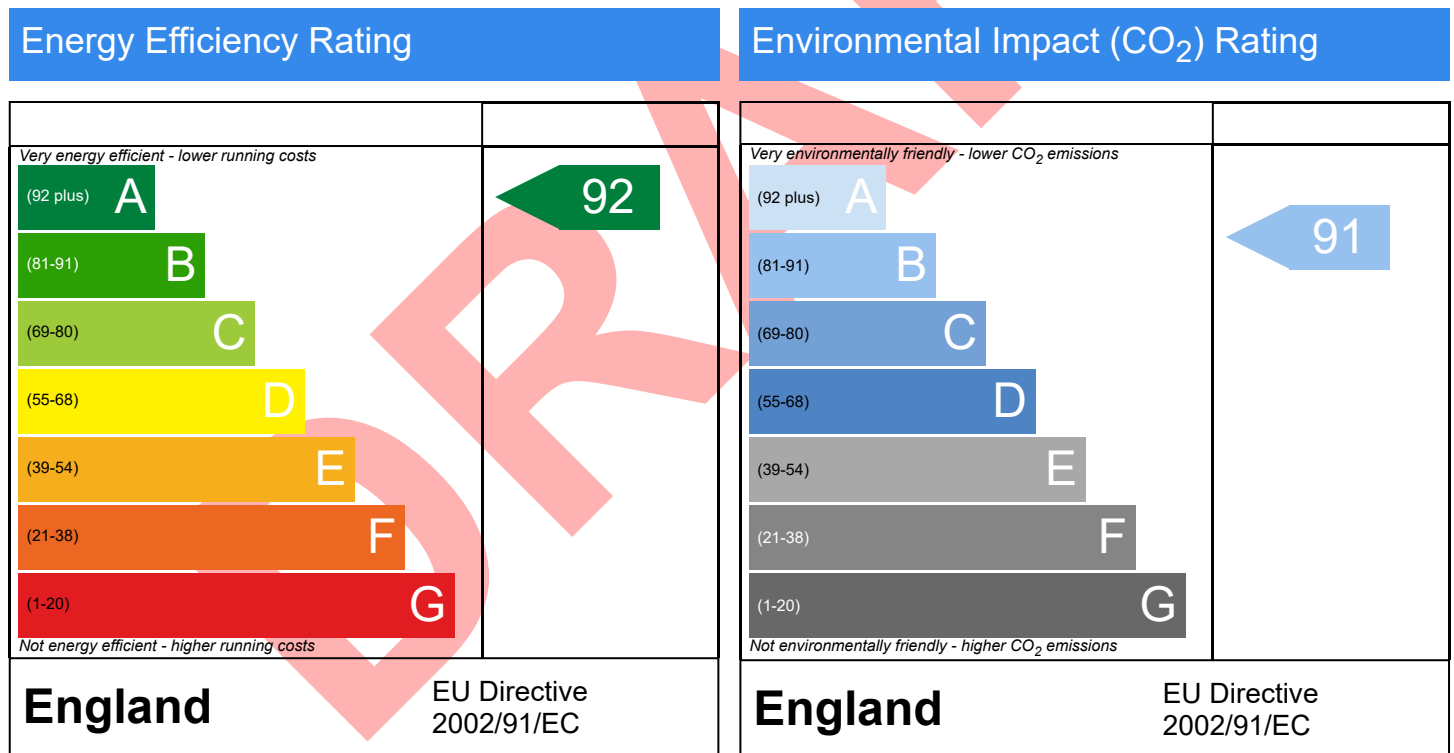 Energy Efficiency Rating
Very energy efficient - lower running costs
(92 plus) A
92
(81-91) B
(69-80) C
(55-68) D
(39-54) E
(21-38) F
(1-20) G
Not energy efficient - higher running costs
England
EU Directive
2002/91/EC
Environmental Impact (CO2) Rating
Very environmentally friendly - lower CO2 emissions
(92 plus) A
(81-91) B
91
(69-80) C
(55-68) D
(39-54) E
(21-38) F
(1-20) G
Not environmentally friendly - higher CO2 emissions
England
EU Directive
2002/91/EC